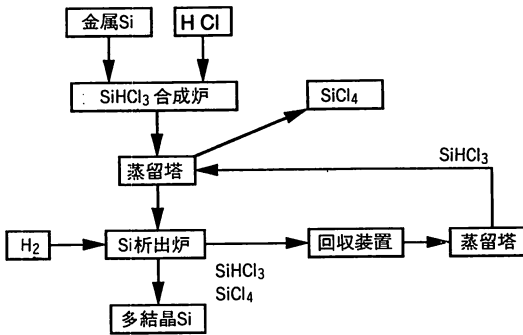 金属Si
H Cl
SiHCl3 合成炉
SiCl4
蒸留塔
SiHCl3
H2
Si析出炉
回収装置
蒸留塔
SiHCl3
SiCl4
多結晶Si